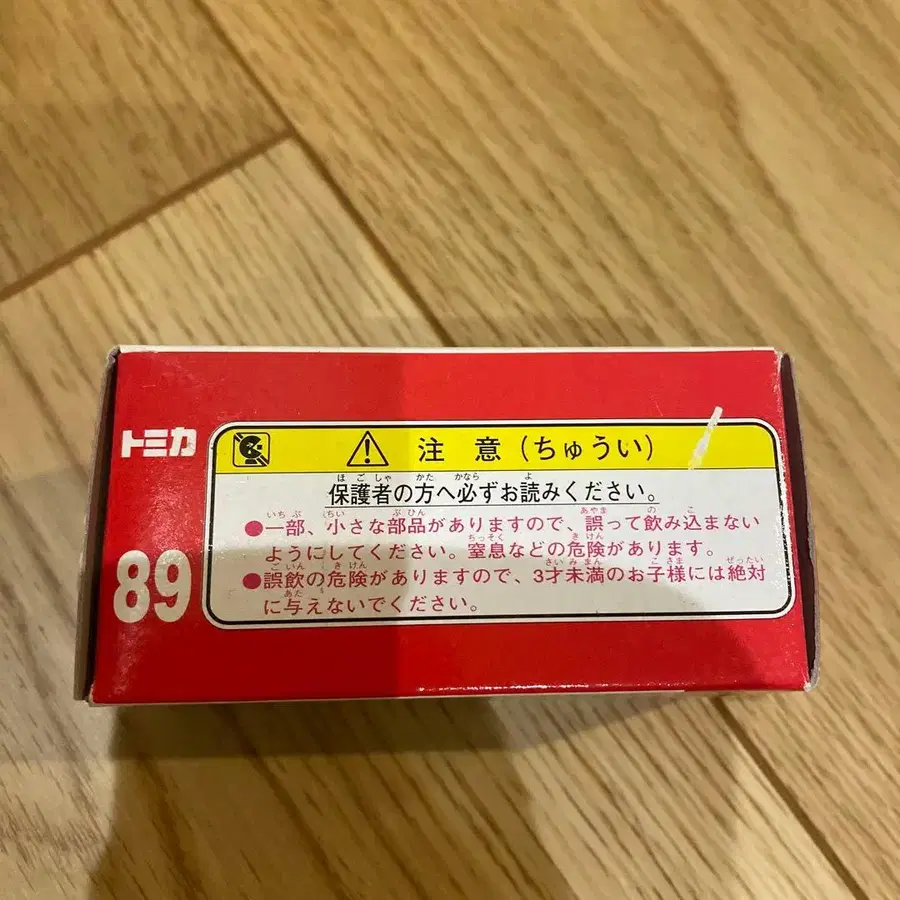 トミカ
89
注意(ちゅうい)
保護者の方へ必ずお読みください。
●一部、小さな部品がありますので、誤って飲み込まない
ようにしてください。窒息などの危険があります。
●誤飲の危険がありますので、3才未満のお子様には絶対
に与えないでください。